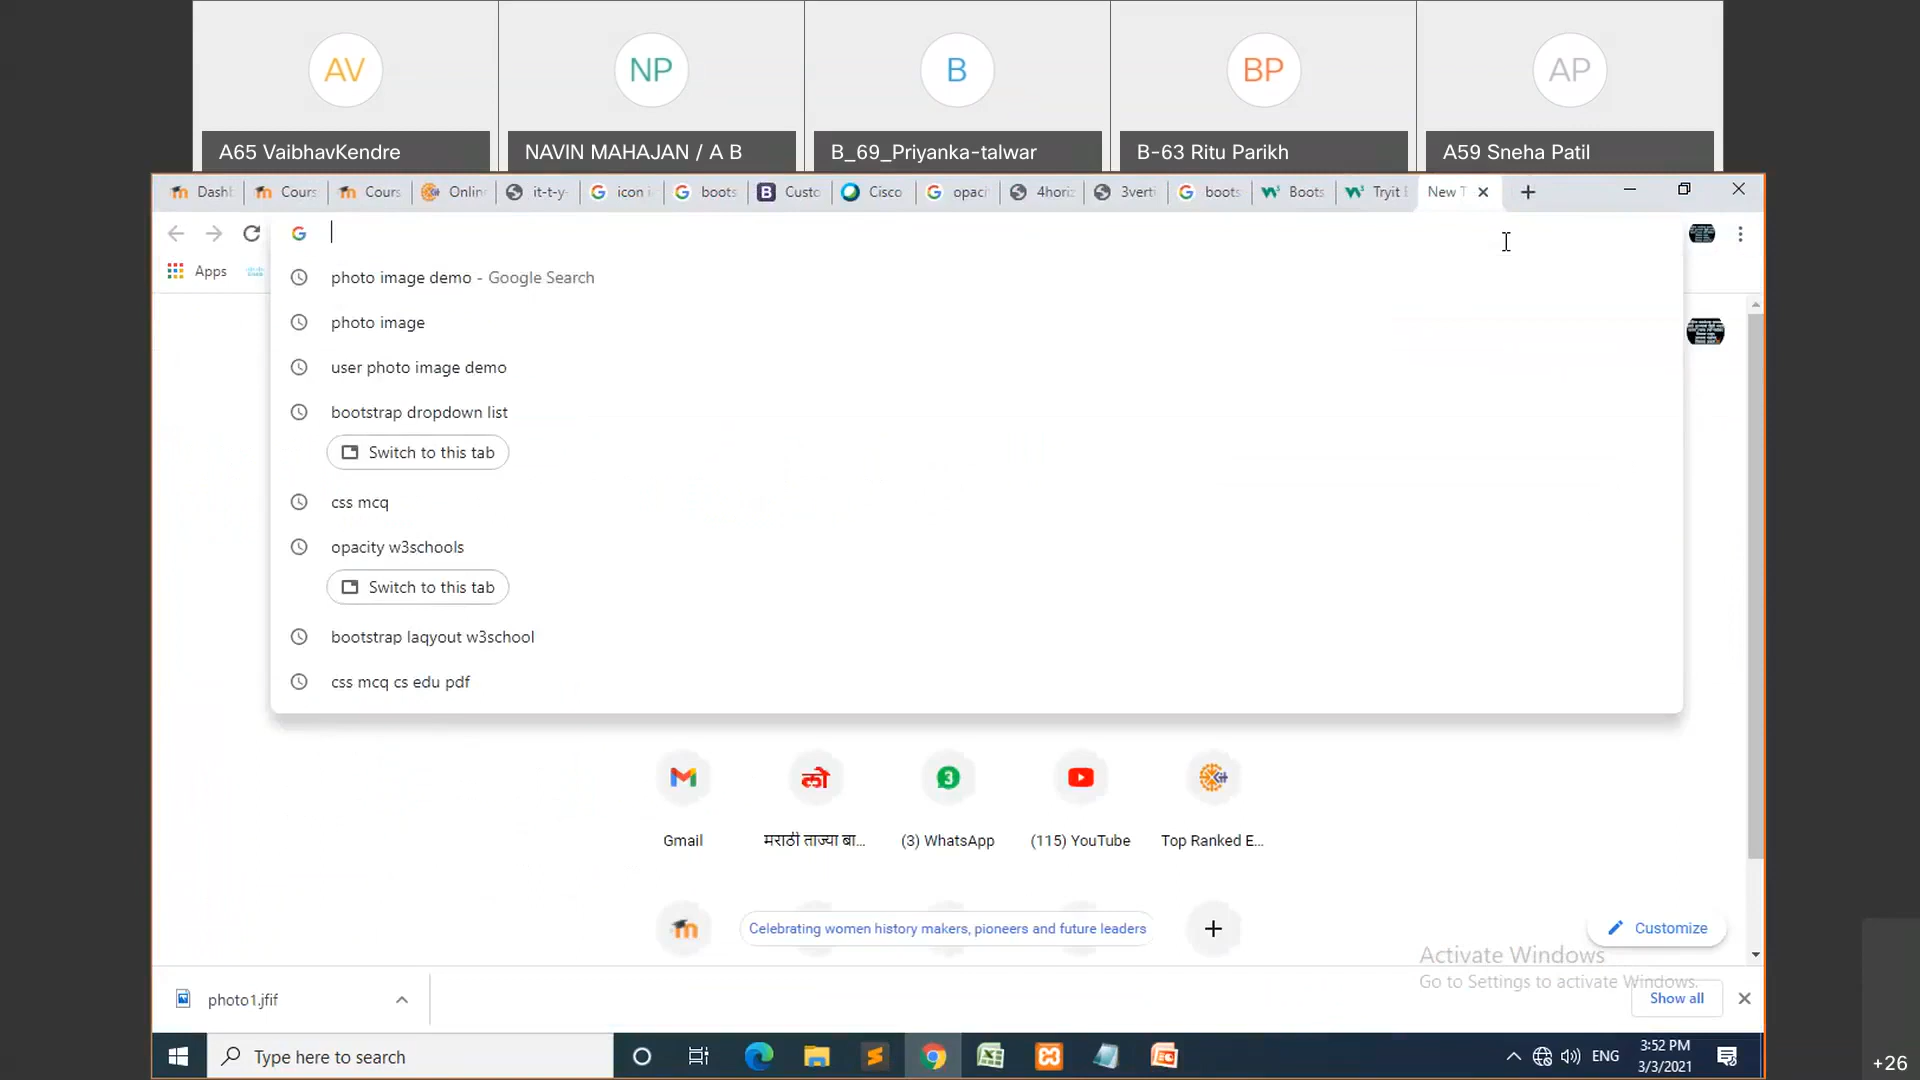 AV
NP
B
BP
AP
A65 VaibhavKendre
NAVIN MAHAJAN / A B
B_69_Priyanka-talwar
B-63 Ritu Parikh
A59 Sneha Patil
Dash
Cours
Cours
Onlin
it-t-y-
icon i
boots
Custo
Cisco
opaci
4horiz
3verti
boots
Boots
Tryit E
New T
Apps
photo image demo - Google Search
photo image
user photo image demo
bootstrap dropdown list
Switch to this tab
css mcq
opacity w3schools
Switch to this tab
bootstrap laqyout w3school
css mcq cs edu pdf
लो
3
Gmail
मराठी ताज्या बा...
(3) WhatsApp
(115) YouTube
Top Ranked E...
Celebrating women history makers, pioneers and future leaders
Customize
Activate Windows
Go to Settings to activate Windows.
photo1.jfif
Show all
Type here to search
ENG
3:52 PM
3/3/2021
+26